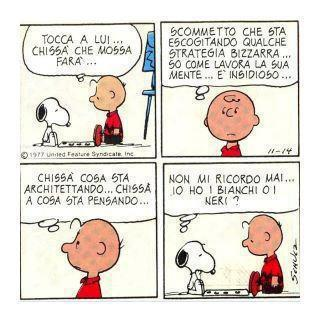 TOCCA A LUI...
CHISSÀ CHE MOSSA
FARÀ...
© 1977 United Feature Syndicate, Inc.
SCOMMETTO CHE STA
ESCOGITANDO QUALCHE
STRATEGIA BIZZARRA...
SO COME LAVORA LA SUA
MENTE... È INSIDIOSO...
11-14
CHISSÀ COSA STA
ARCHITETTANDO... CHISSÀ
A COSA STA PENSANDO...
NON MI RICORDO MAI...
IO HO I BIANCHI O I
NERI?
SCHULZ